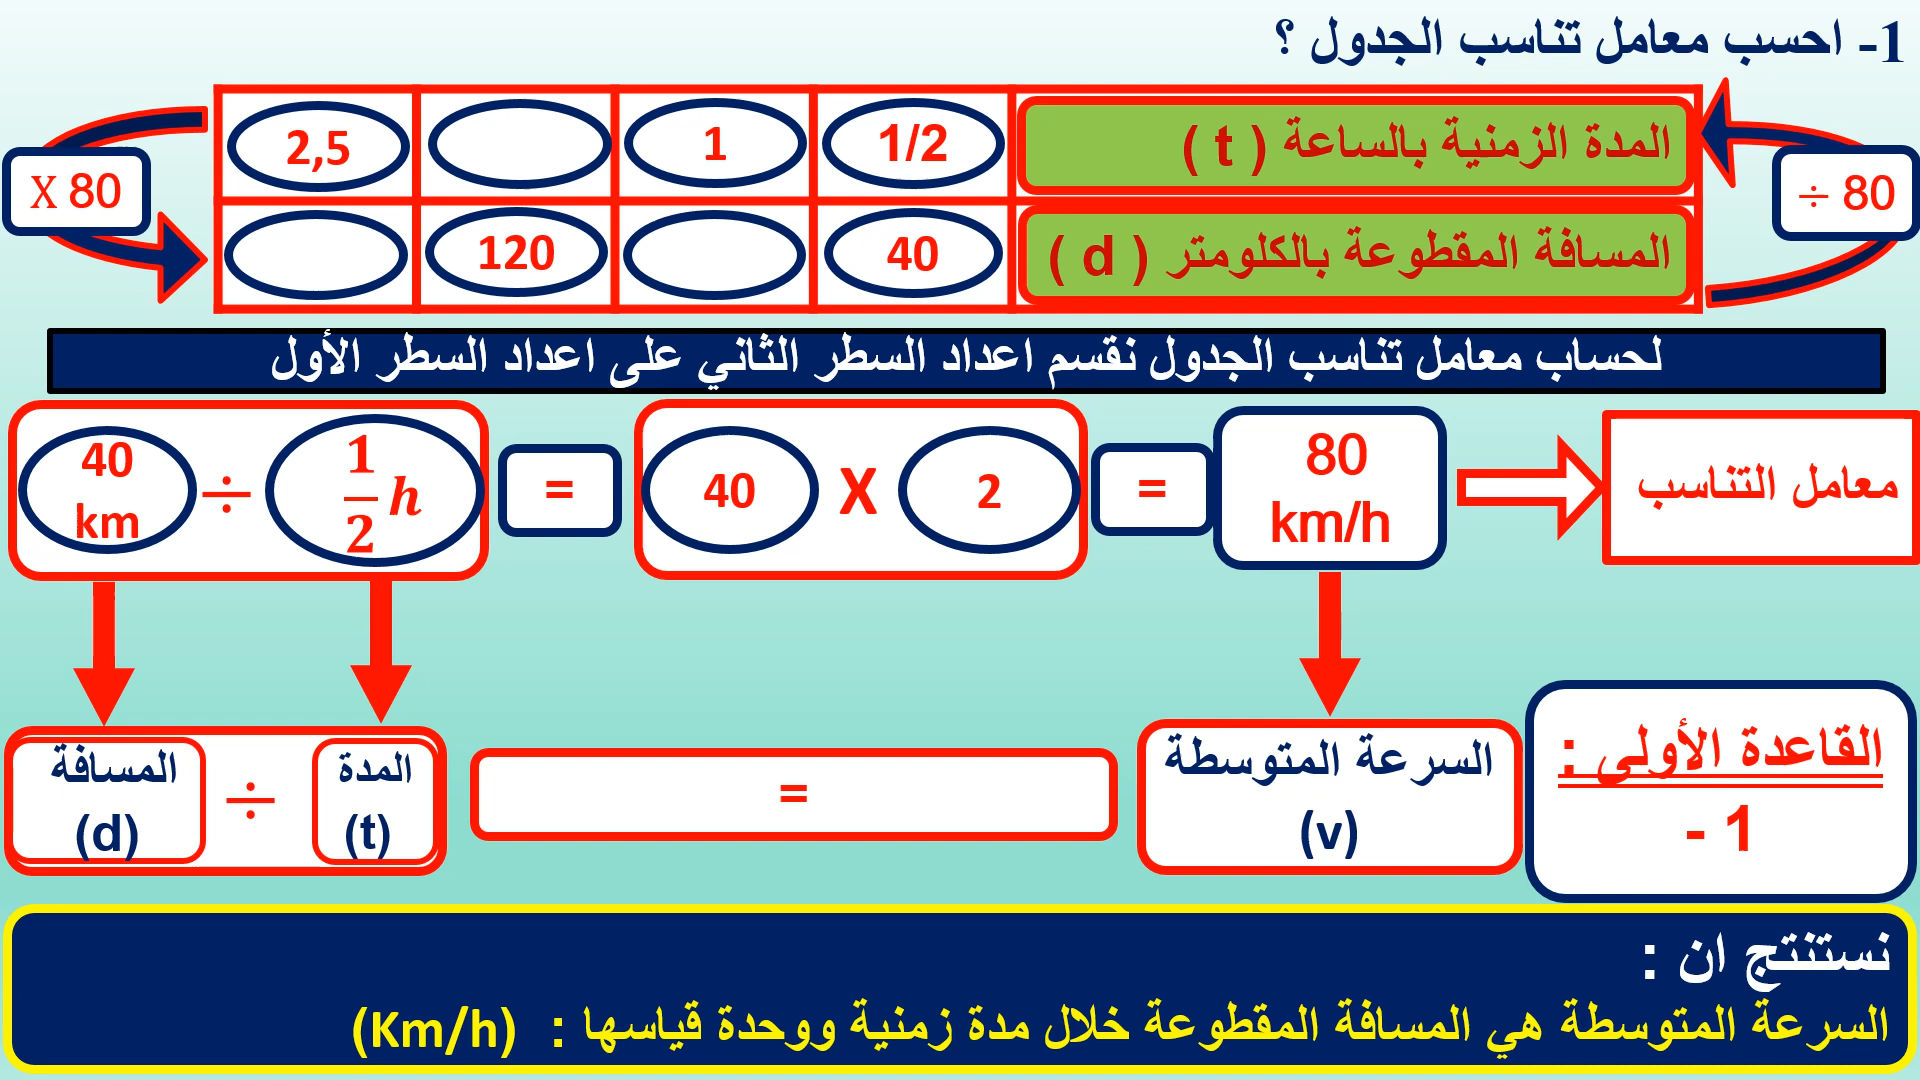 1- احسب معامل تناسب الجدول ؟
المدة الزمنية بالساعة ( t ) 1/2 1 2,5
المسافة المقطوعة بالكلومتر ( d ) 40 120
÷ 80
X 80
لحساب معامل تناسب الجدول نقسم اعداد السطر الثاني على اعداد السطر الأول
40 km ÷ 1/2 h = 40 X 2 = 80 km/h
معامل التناسب
القاعدة الأولى :
1 -
السرعة المتوسطة (v)
=
المسافة (d) ÷ المدة (t)
نستنتج ان :
السرعة المتوسطة هي المسافة المقطوعة خلال مدة زمنية ووحدة قياسها : (Km/h)